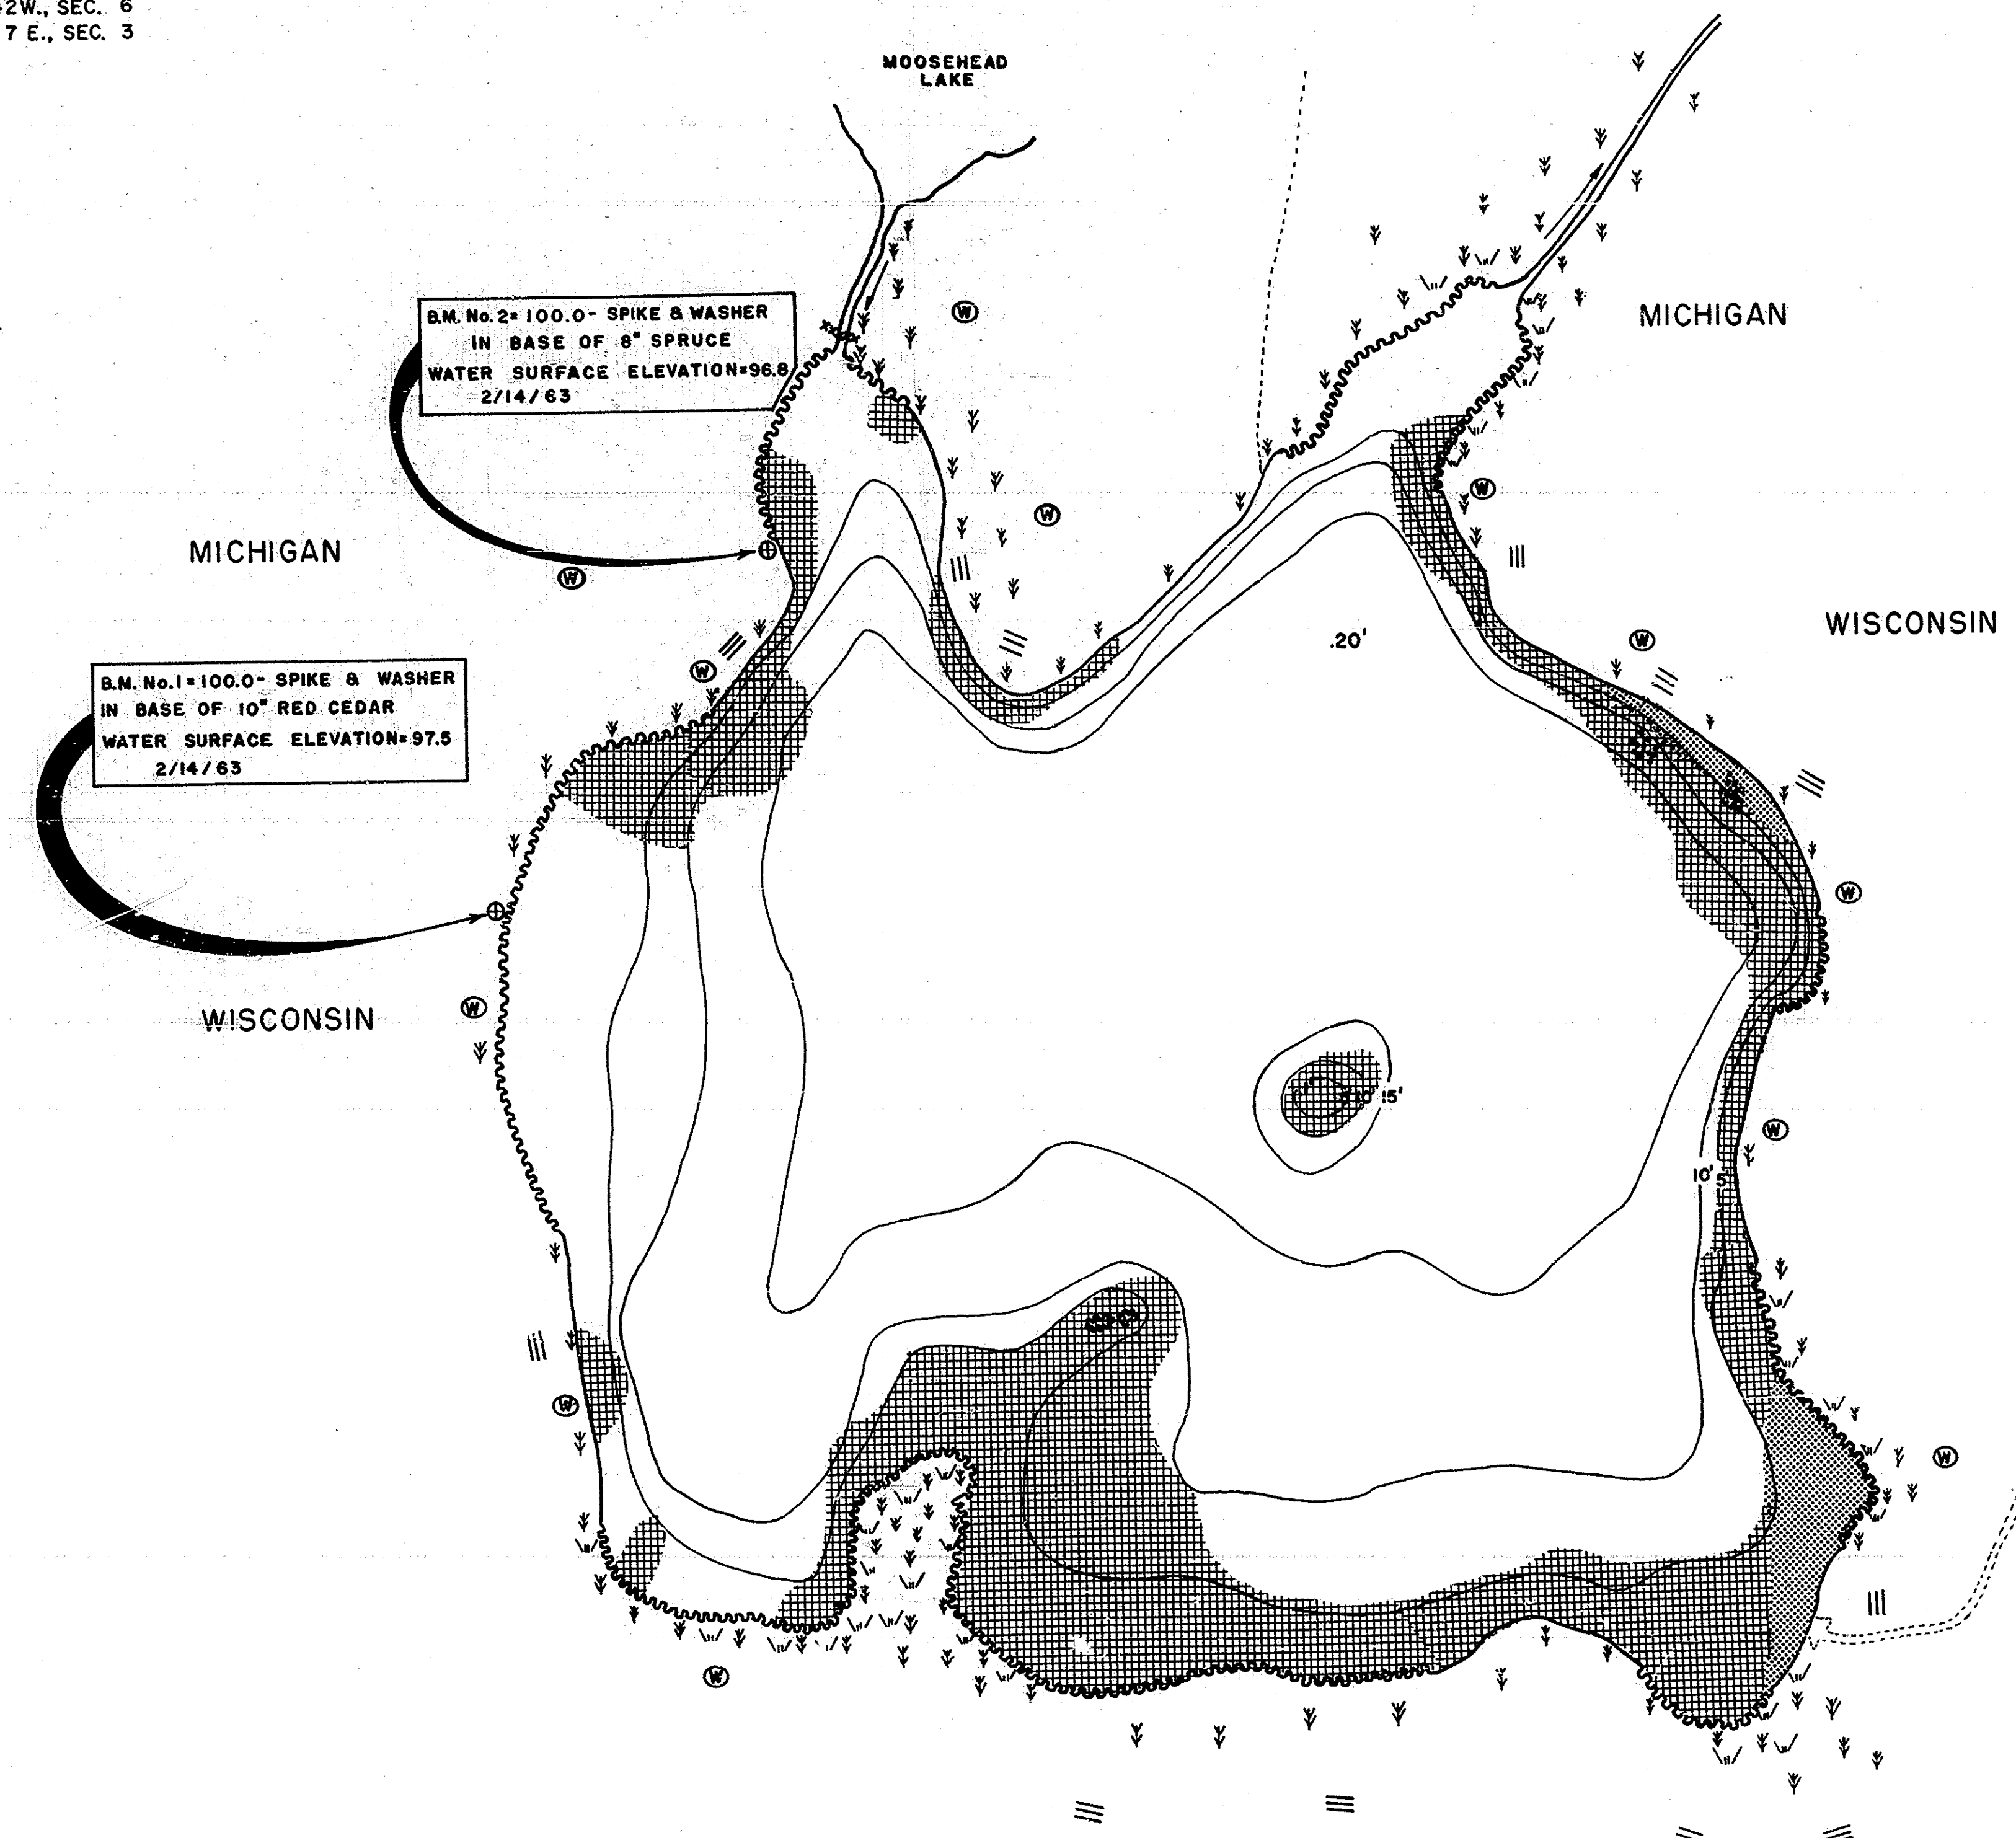 2W., SEC. 6
7 E., SEC. 3
MOOSEHEAD
LAKE
B.M. No. 2= 100.0- SPIKE & WASHER
IN BASE OF 8" SPRUCE
WATER SURFACE ELEVATION=96.8
2/14/63
MICHIGAN
W
W
W
MICHIGAN
W
MICHIGAN
W
.20'
WISCONSIN
W
B.M. No.1=100.0- SPIKE & WASHER
IN BASE OF 10" RED CEDAR
WATER SURFACE ELEVATION=97.5
2/14/63
W
WISCONSIN
W
15'
W
10'
5'
W
W
W